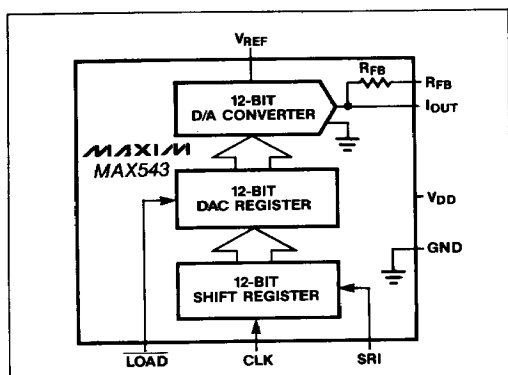 VREF
RFB
RFB
12-BIT
D/A CONVERTER
IOUT
MAXIM
MAX543
12-BIT
DAC REGISTER
VDD
GND
12-BIT
SHIFT REGISTER
LOAD
CLK
SRI